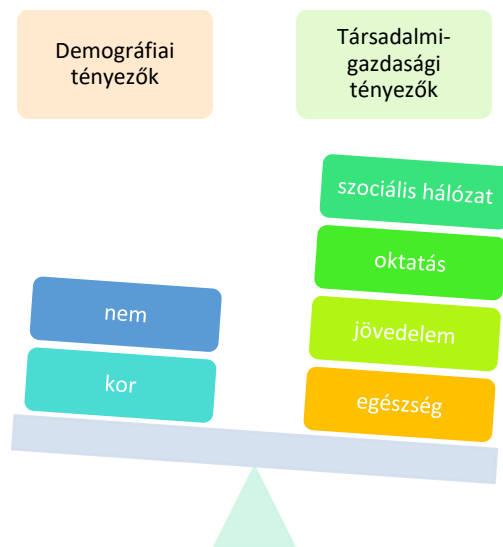 Demográfiai
tényezők
Társadalmi-
gazdasági
tényezők
szociális hálózat
oktatás
nem
jövedelem
kor
egészség